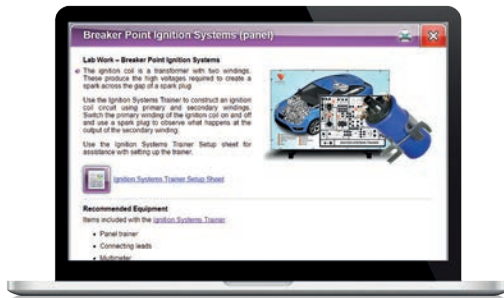 Breaker Point Ignition Systems (panel)
Lab Work – Breaker Point Ignition Systems
The ignition coil is a transformer with two windings.
These produce the high voltages required to create a
spark across the gap of a spark plug
Use the Ignition Systems Trainer to construct an ignition
coil circuit using primary and secondary windings.
Switch the primary winding of the ignition coil on and off
and use a spark plug to observe what happens at the
output of the secondary winding.
Use the Ignition Systems Trainer Setup sheet for
assistance with setting up the trainer.
Ignition Systems Trainer Setup Sheet
Recommended Equipment
Items included with the Ignition Systems Trainer
• Panel trainer
• Connecting leads
• Multimeter